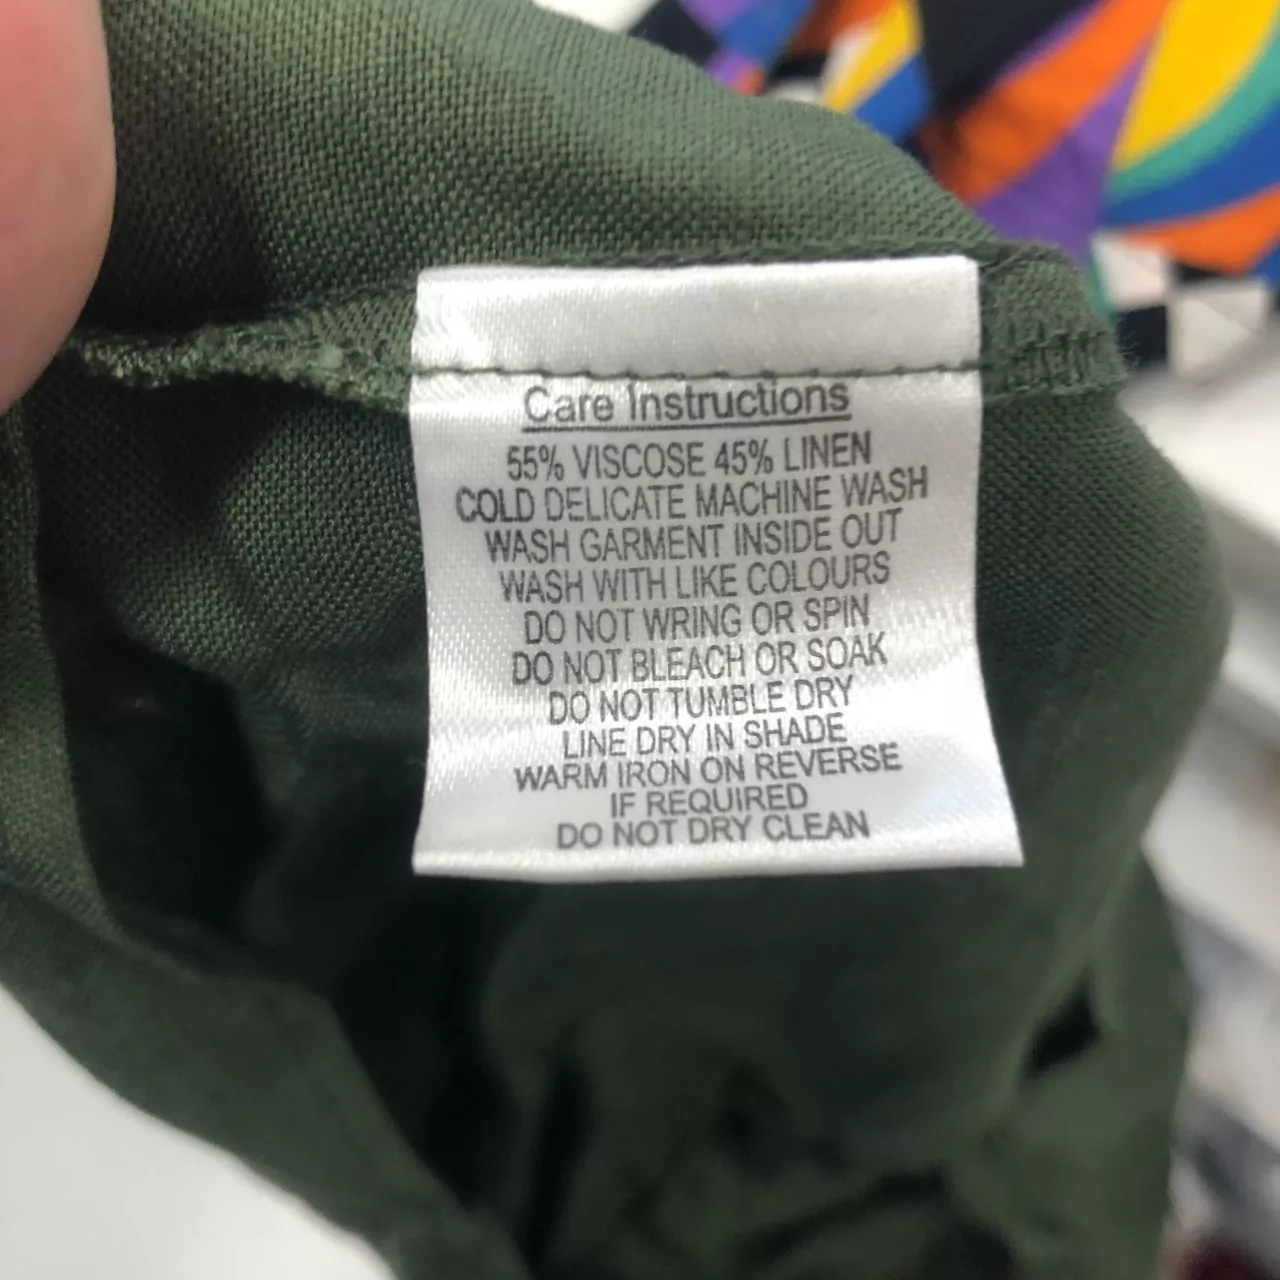 Care Instructions
55% VISCOSE 45% LINEN
COLD DELICATE MACHINE WASH
WASH GARMENT INSIDE OUT
WASH WITH LIKE COLOURS
DO NOT WRING OR SPIN
DO NOT BLEACH OR SOAK
DO NOT TUMBLE DRY
LINE DRY IN SHADE
WARM IRON ON REVERSE
IF REQUIRED
DO NOT DRY CLEAN